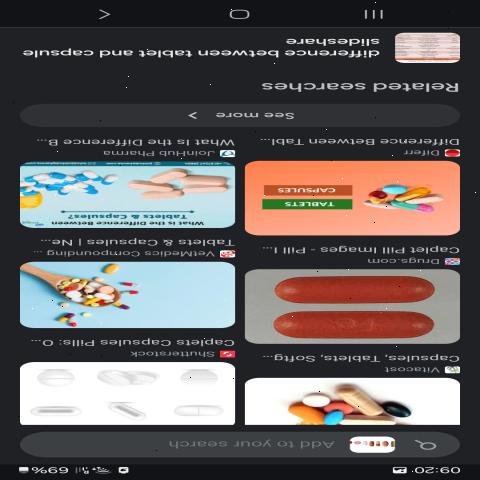 09:20 69%
Add to your search
Vitacost
Capsules, Tablets, Softg...
Shutterstock
Caplets Capsules Pills: O...
Drugs.com
Caplet Pill Images - Pill I...
VetMedics Compounding
Tablets & Capsules | Ne...
TABLETS
CAPSULES
What is the Difference Between
Tablets & Capsules?
Diferr
Difference Between Tabl...
JoinHub Pharma
What Is the Difference B...
See more
Related searches
difference between tablet and capsule
slideshare